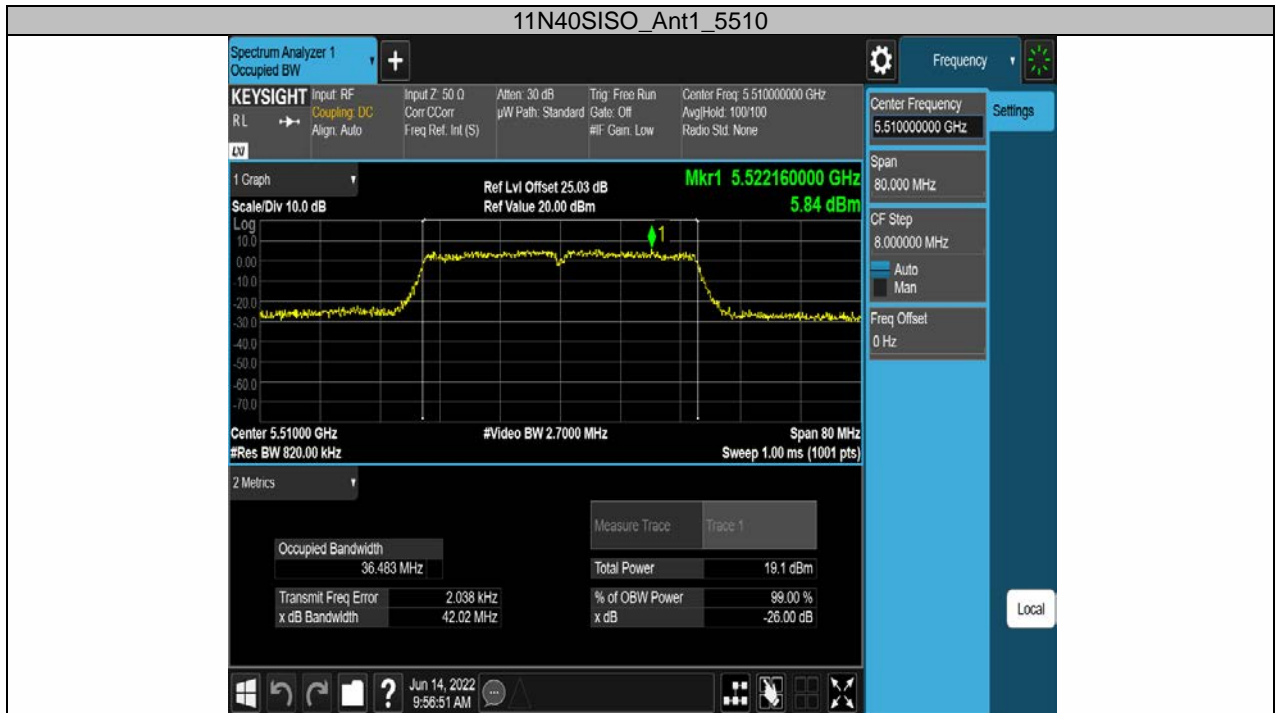 11N40SISO_Ant1_5510
Spectrum Analyzer 1
Occupied BW
Frequency
KEYSIGHT
RL
LXI
Input: RF
Coupling: DC
Align: Auto
Input Z: 50 Ω
Corr CCorr
Freq Ref: Int (S)
Atten: 30 dB
µW Path: Standard
Trig: Free Run
Gate: Off
#IF Gain: Low
Center Freq: 5.510000000 GHz
Avg|Hold: 100/100
Radio Std: None
Center Frequency
5.510000000 GHz
Settings
Span
80.000 MHz
CF Step
8.000000 MHz
Auto
Man
Freq Offset
0 Hz
Local
1 Graph
Scale/Div 10.0 dB
Ref Lvl Offset 25.03 dB
Ref Value 20.00 dBm
Mkr1 5.522160000 GHz
5.84 dBm
Log
10.0
0.00
-10.0
-20.0
-30.0
-40.0
-50.0
-60.0
-70.0
1
Center 5.51000 GHz
#Res BW 820.00 kHz
#Video BW 2.7000 MHz
Span 80 MHz
Sweep 1.00 ms (1001 pts)
2 Metrics
Measure Trace Trace 1
Occupied Bandwidth
36.483 MHz
Total Power 19.1 dBm
Transmit Freq Error 2.038 kHz
% of OBW Power 99.00 %
x dB Bandwidth 42.02 MHz
x dB -26.00 dB
?
Jun 14, 2022
9:56:51 AM